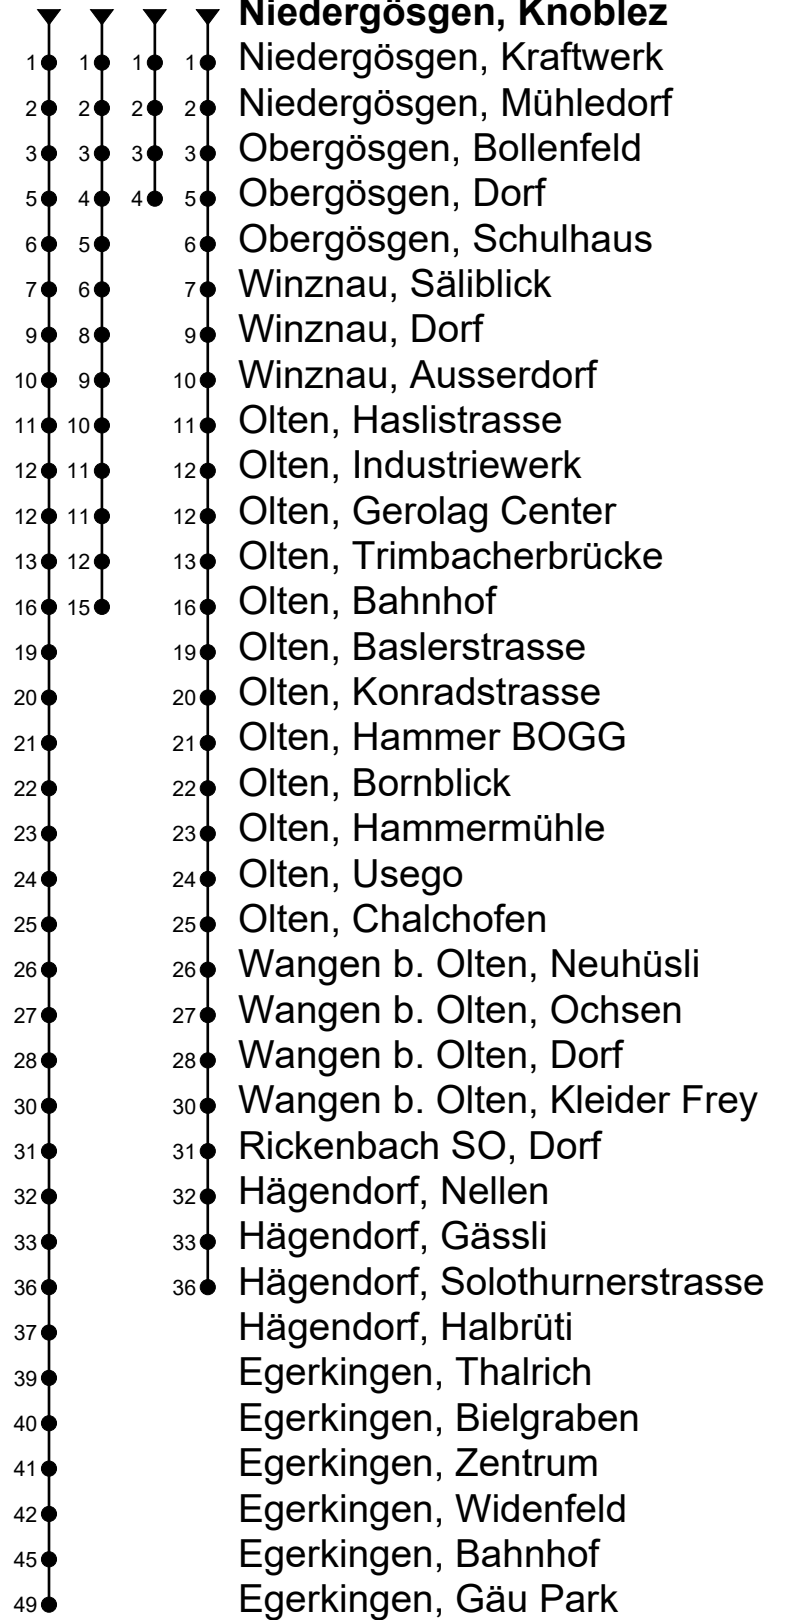 Niedergösgen, Knoblez
1 1 1 1 Niedergösgen, Kraftwerk
2 2 2 2 Niedergösgen, Mühledorf
3 3 3 3 Obergösgen, Bollenfeld
5 4 4 5 Obergösgen, Dorf
6 5 6 Obergösgen, Schulhaus
7 6 7 Winznau, Säliblick
9 8 9 Winznau, Dorf
10 9 10 Winznau, Ausserdorf
11 10 11 Olten, Haslistrasse
12 11 12 Olten, Industriewerk
12 11 12 Olten, Gerolag Center
13 12 13 Olten, Trimbacherbrücke
16 15 16 Olten, Bahnhof
19 19 Olten, Baslerstrasse
20 20 Olten, Konradstrasse
21 21 Olten, Hammer BOGG
22 22 Olten, Bornblick
23 23 Olten, Hammermühle
24 24 Olten, Usego
25 25 Olten, Chalchofen
26 26 Wangen b. Olten, Neuhüsli
27 27 Wangen b. Olten, Ochsen
28 28 Wangen b. Olten, Dorf
30 30 Wangen b. Olten, Kleider Frey
31 31 Rickenbach SO, Dorf
32 32 Hägendorf, Nellen
33 33 Hägendorf, Gässli
36 36 Hägendorf, Solothurnerstrasse
37 Hägendorf, Halbrüti
39 Egerkingen, Thalrich
40 Egerkingen, Bielgraben
41 Egerkingen, Zentrum
42 Egerkingen, Widenfeld
45 Egerkingen, Bahnhof
49 Egerkingen, Gäu Park